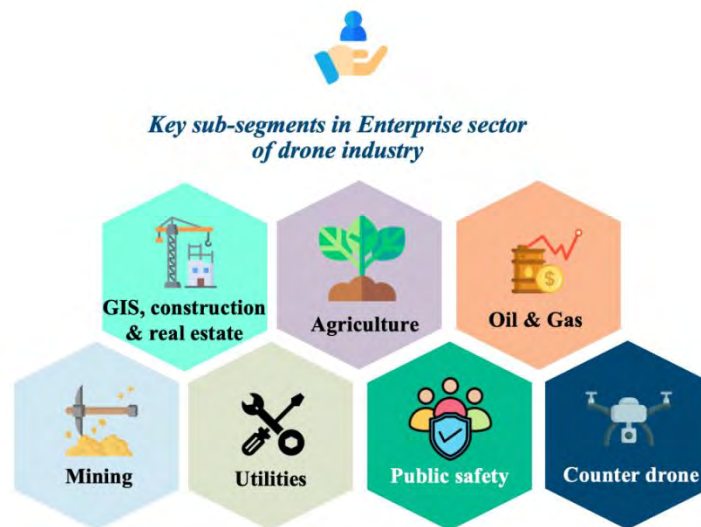 Key sub-segments in Enterprise sector
of drone industry
GIS, construction
& real estate
Agriculture
Oil & Gas
$
Mining
Utilities
Public safety
Counter drone